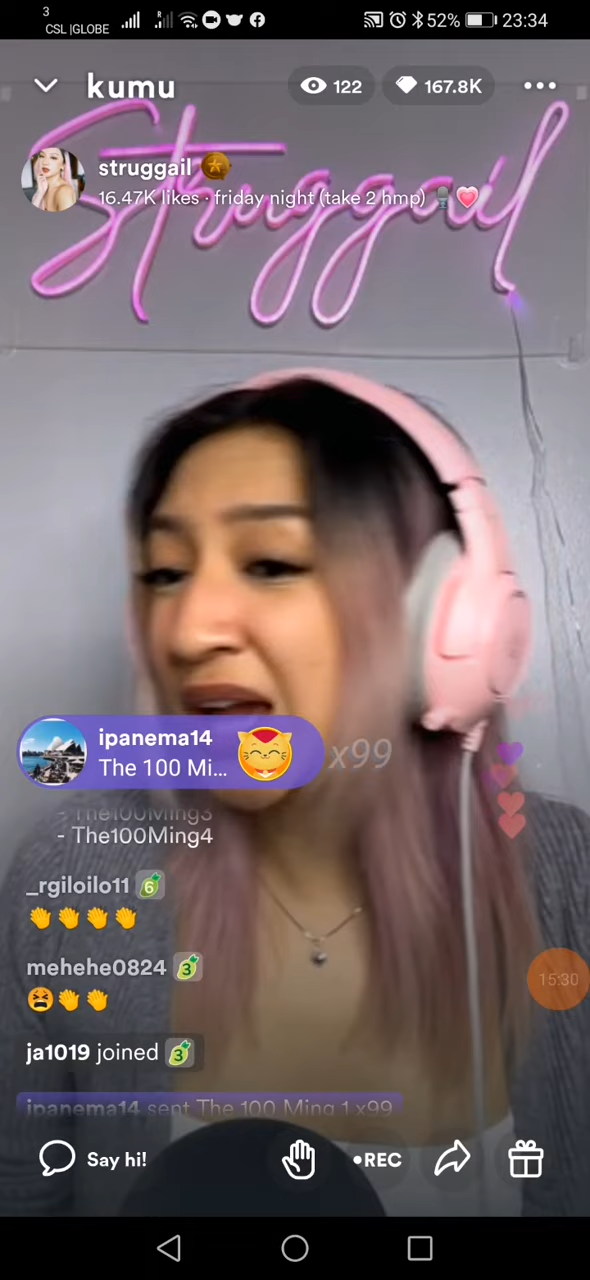 3
CSL |GLOBE
R
52%
23:34
kumu
122
167.8K
Struggail
struggail
16.47K likes · friday night (take 2 hmp)
ipanema14
The 100 Mi...
x99
- The100Ming3
- The100Ming4
_rgiloilo11 6
mehehe0824 3
ja1019 joined 3
ipanema14 sent The 100 Ming 1 x99
15:30
Say hi!
•REC